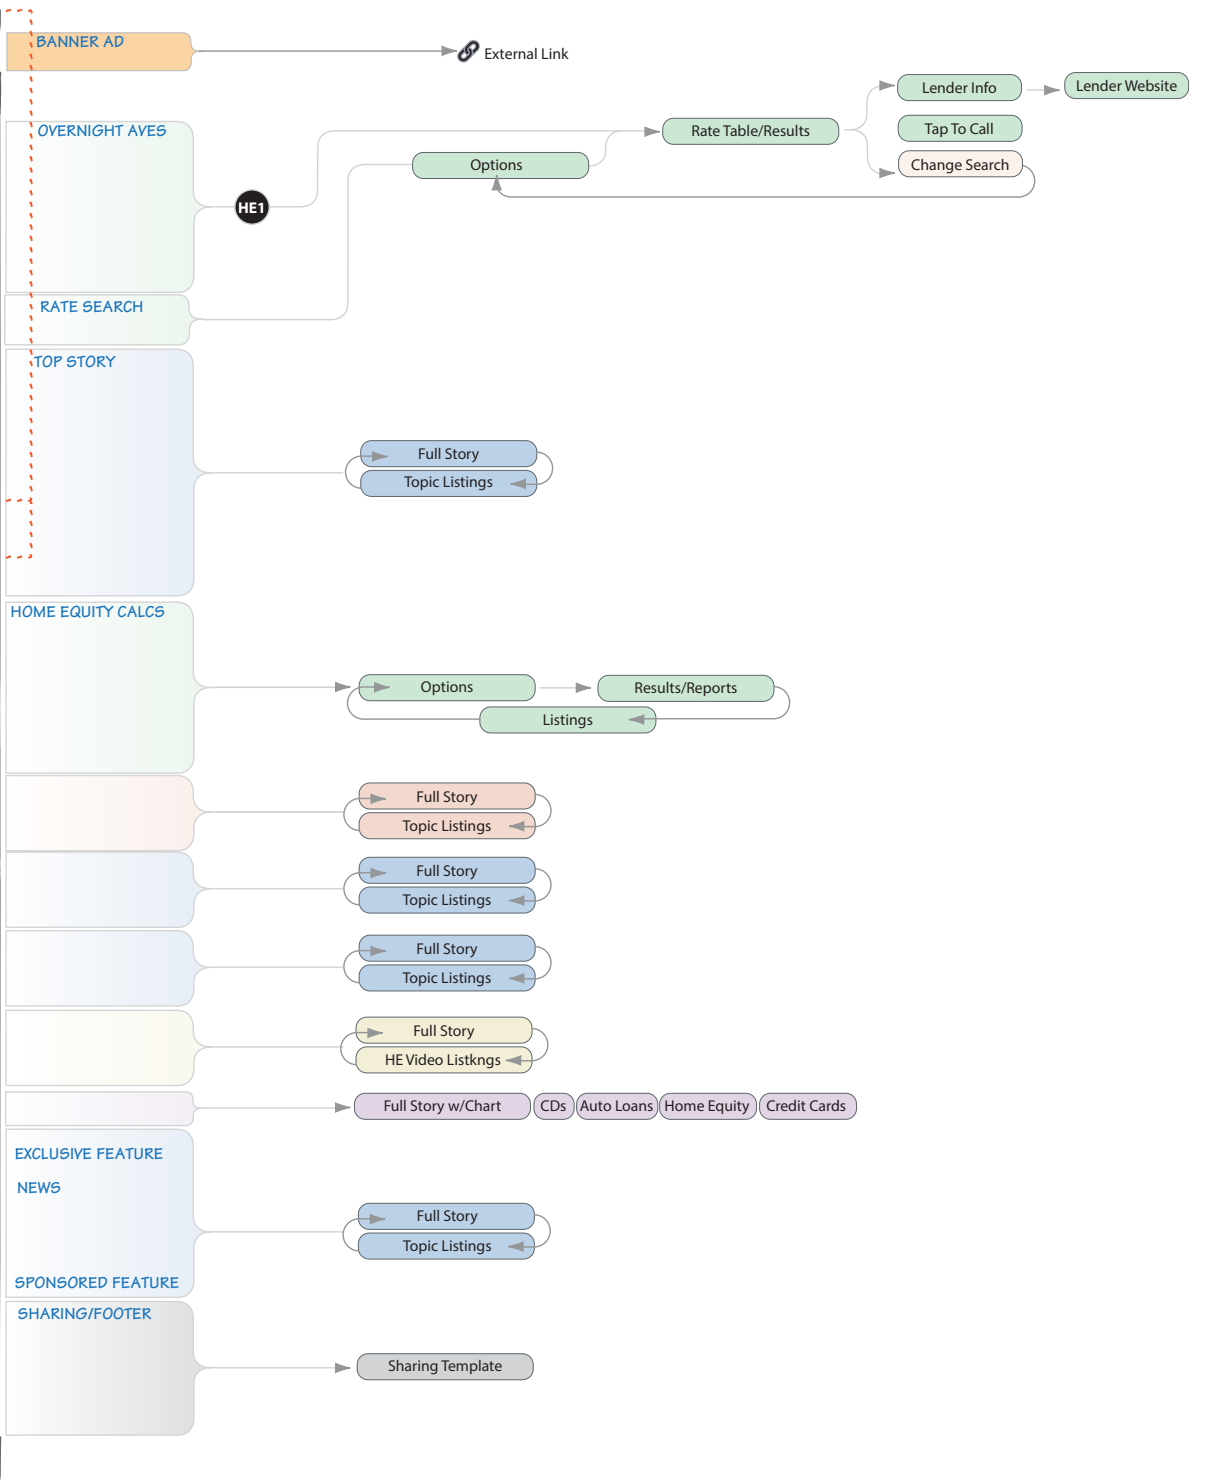 BANNER AD
External Link
OVERNIGHT AVES
HE1
Rate Table/Results
Lender Info
Lender Website
Tap To Call
Options
Change Search
RATE SEARCH
TOP STORY
Full Story
Topic Listings
HOME EQUITY CALCS
Options
Results/Reports
Listings
Full Story
Topic Listings
Full Story
Topic Listings
Full Story
Topic Listings
Full Story
HE Video Listkngs
Full Story w/Chart
CDs
Auto Loans
Home Equity
Credit Cards
EXCLUSIVE FEATURE
NEWS
Full Story
Topic Listings
SPONSORED FEATURE
SHARING/FOOTER
Sharing Template